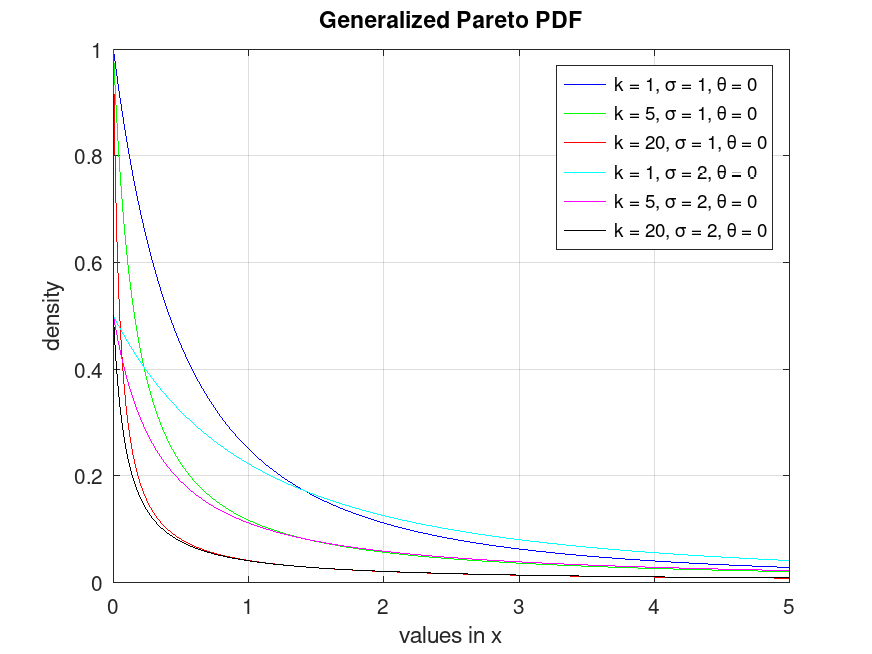 Generalized Pareto PDF
1
k = 1, σ = 1, θ = 0
k = 5, σ = 1, θ = 0
k = 20, σ = 1, θ = 0
k = 1, σ = 2, θ = 0
k = 5, σ = 2, θ = 0
k = 20, σ = 2, θ = 0
0.8
0.6
density
0.4
0.2
0
0 1 2 3 4 5
values in x